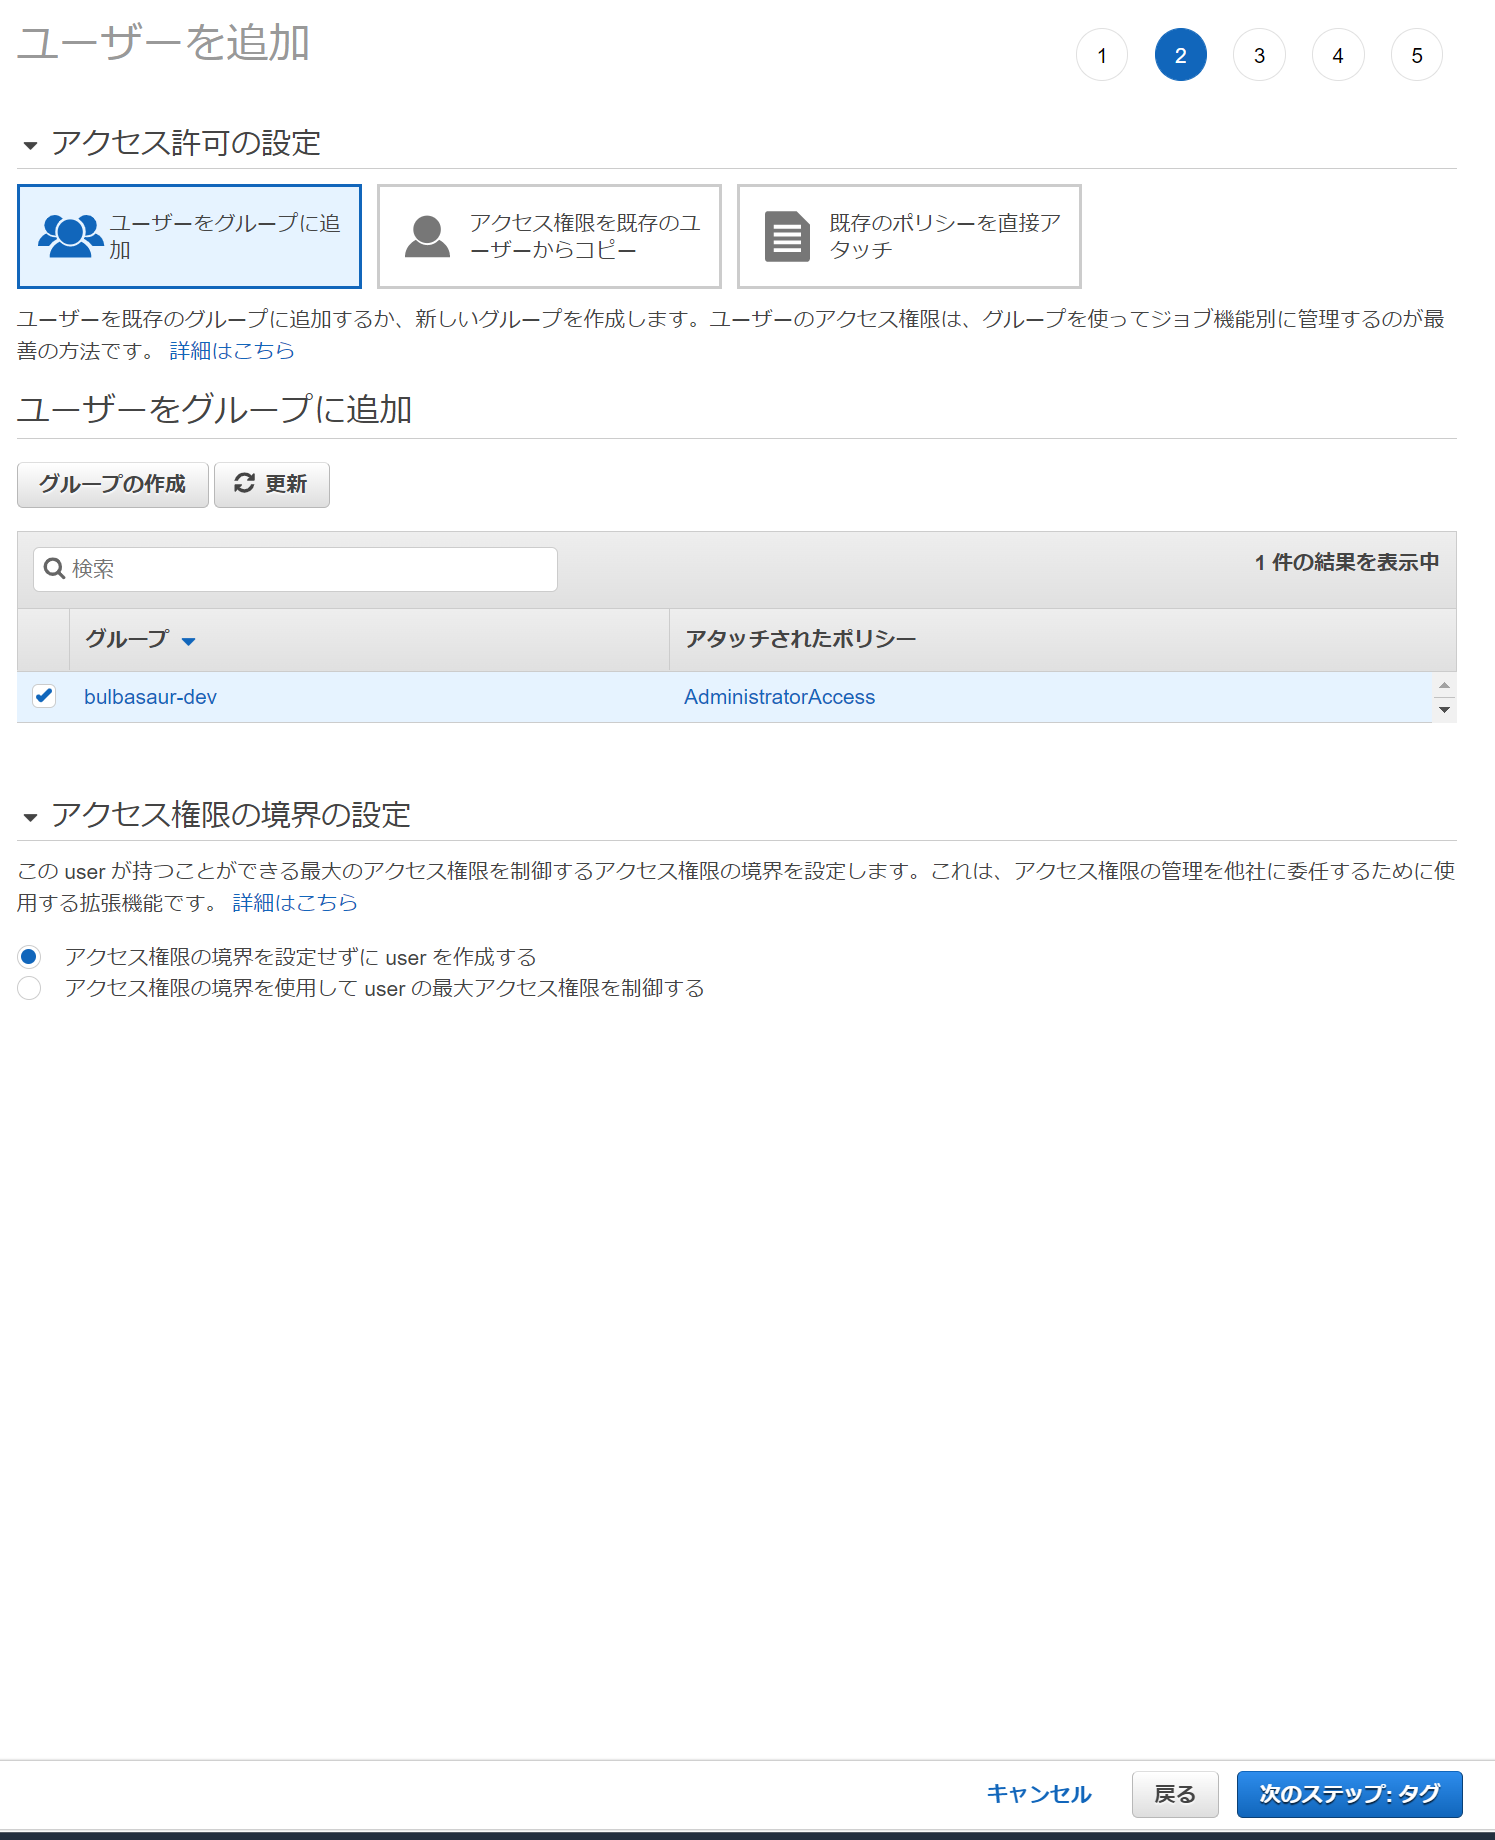 ユーザーを追加
1 2 3 4 5
アクセス許可の設定
ユーザーをグループに追
加
アクセス権限を既存のユ
ーザーからコピー
既存のポリシーを直接ア
タッチ
ユーザーを既存のグループに追加するか、新しいグループを作成します。ユーザーのアクセス権限は、グループを使ってジョブ機能別に管理するのが最
善の方法です。 詳細はこちら
ユーザーをグループに追加
グループの作成 更新
検索 1 件の結果を表示中
グループ アタッチされたポリシー
bulbasaur-dev AdministratorAccess
アクセス権限の境界の設定
この user が持つことができる最大のアクセス権限を制御するアクセス権限の境界を設定します。これは、アクセス権限の管理を他社に委任するために使
用する拡張機能です。 詳細はこちら
アクセス権限の境界を設定せずに user を作成する
アクセス権限の境界を使用して user の最大アクセス権限を制御する
キャンセル 戻る 次のステップ: タグ